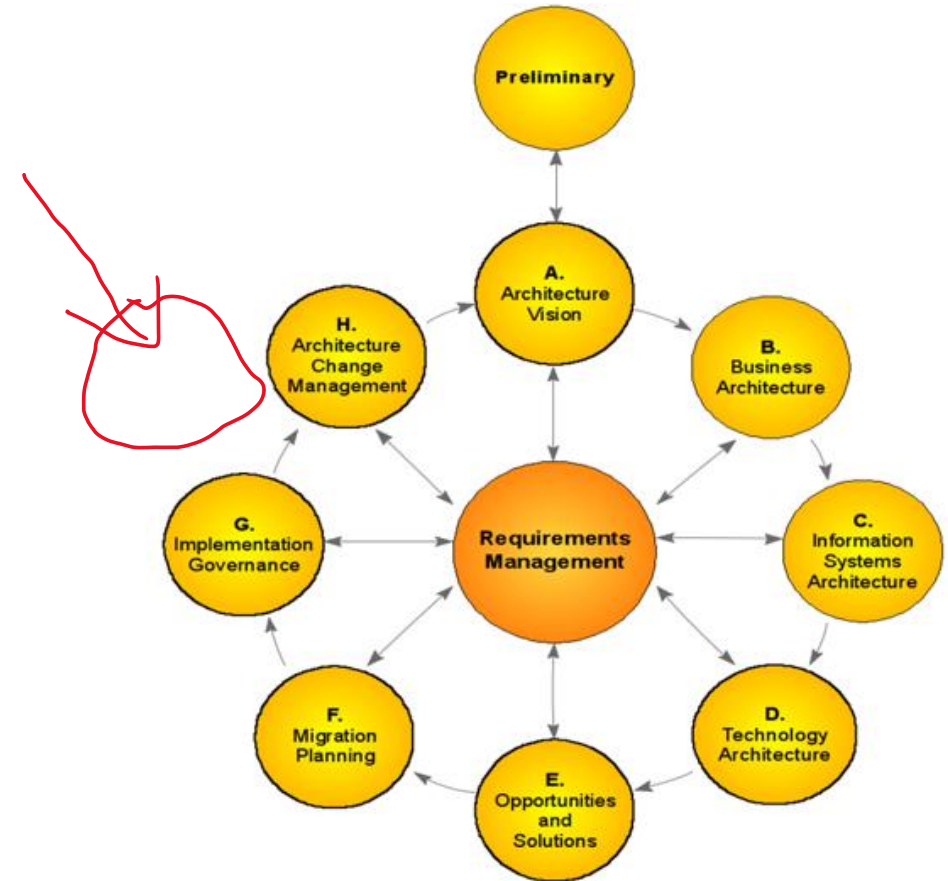 Preliminary
A.
Architecture
Vision
B.
Business
Architecture
C.
Information
Systems
Architecture
D.
Technology
Architecture
E.
Opportunities
and
Solutions
F.
Migration
Planning
G.
Implementation
Governance
H.
Architecture
Change
Management
Requirements
Management